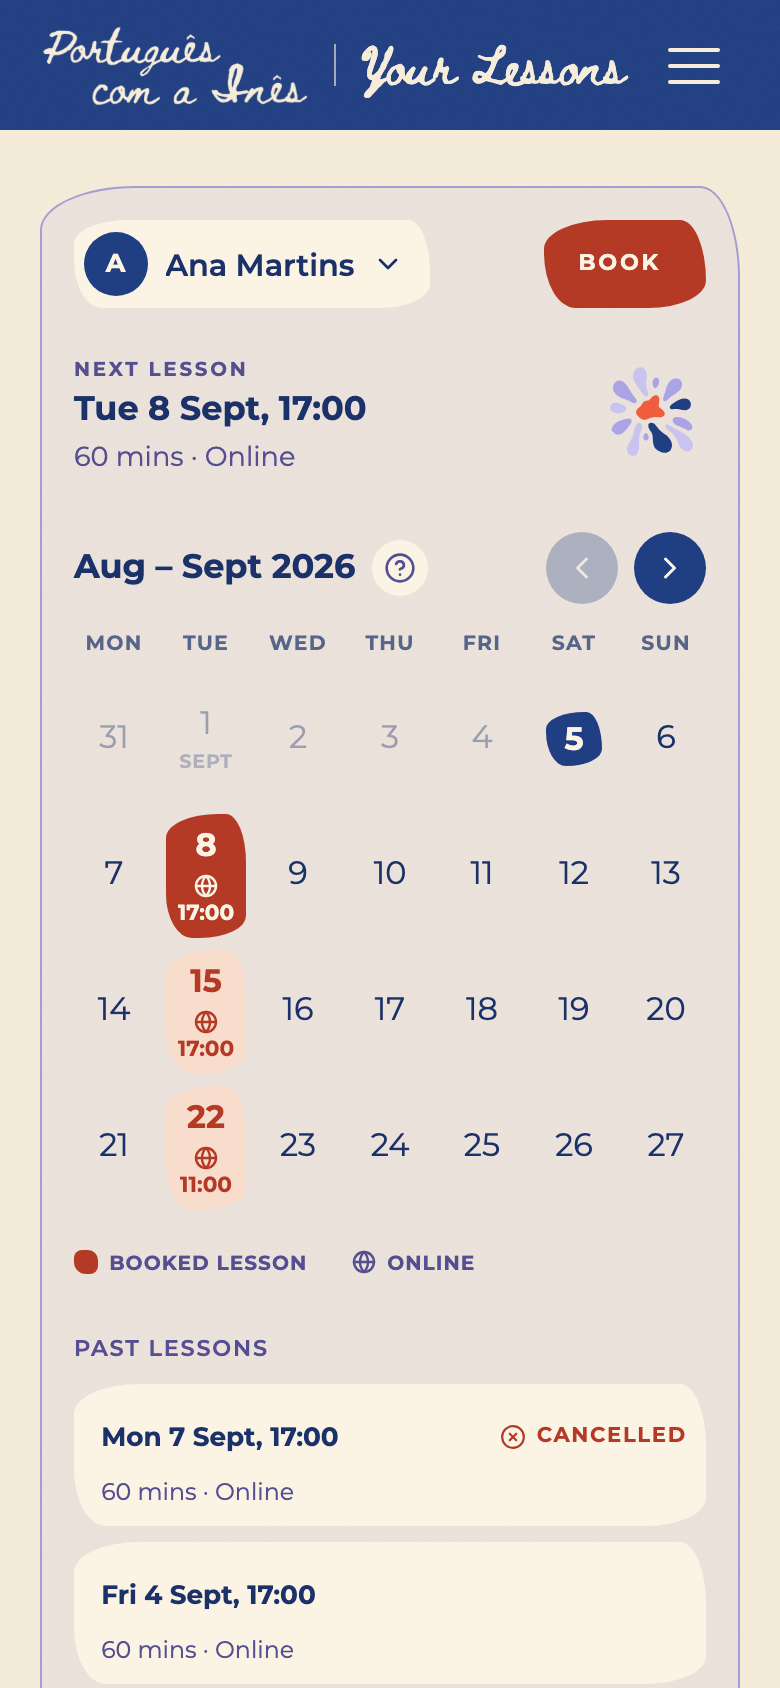 Português
com a Inês
Your Lessons
A Ana Martins
BOOK
NEXT LESSON
Tue 8 Sept, 17:00
60 mins · Online
Aug – Sept 2026
MON TUE WED THU FRI SAT SUN
31 1 2 3 4 5 6
SEPT
7 8 9 10 11 12 13
17:00
14 15 16 17 18 19 20
17:00
21 22 23 24 25 26 27
11:00
BOOKED LESSON ONLINE
PAST LESSONS
Mon 7 Sept, 17:00 CANCELLED
60 mins · Online
Fri 4 Sept, 17:00
60 mins · Online